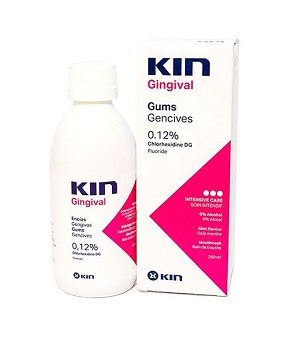 KIN
Gingival
Gums
Gencives
0.12%
Chlorhexidine DG
Fluoride
INTENSIVE CARE
SOIN INTENSIF
0% Alcohol
0% Alcool
Mint flavour
Goût menthe
Mouthwash
Bain de bouche
250 ml
KIN
KIN
Gingival
Encías
Gengivas
Gums
Gencives
0,12%
Chlorhexidine DG
KIN